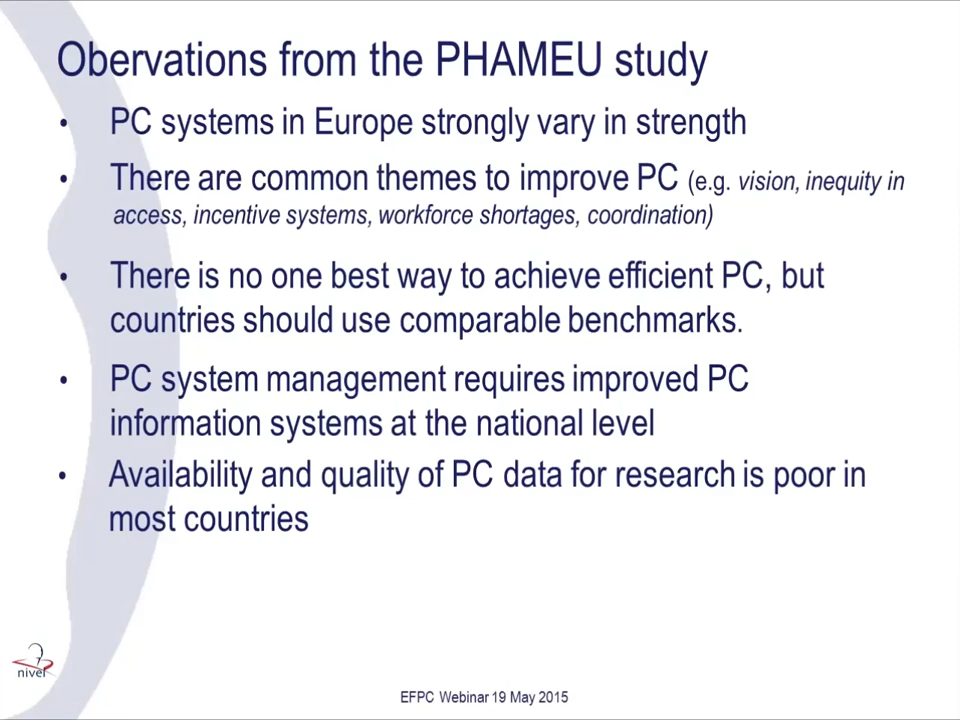 Obervations from the PHAMEU study
• PC systems in Europe strongly vary in strength
• There are common themes to improve PC (e.g. vision, inequity in
access, incentive systems, workforce shortages, coordination)
• There is no one best way to achieve efficient PC, but
countries should use comparable benchmarks.
• PC system management requires improved PC
information systems at the national level
• Availability and quality of PC data for research is poor in
most countries
nivel
EFPC Webinar 19 May 2015